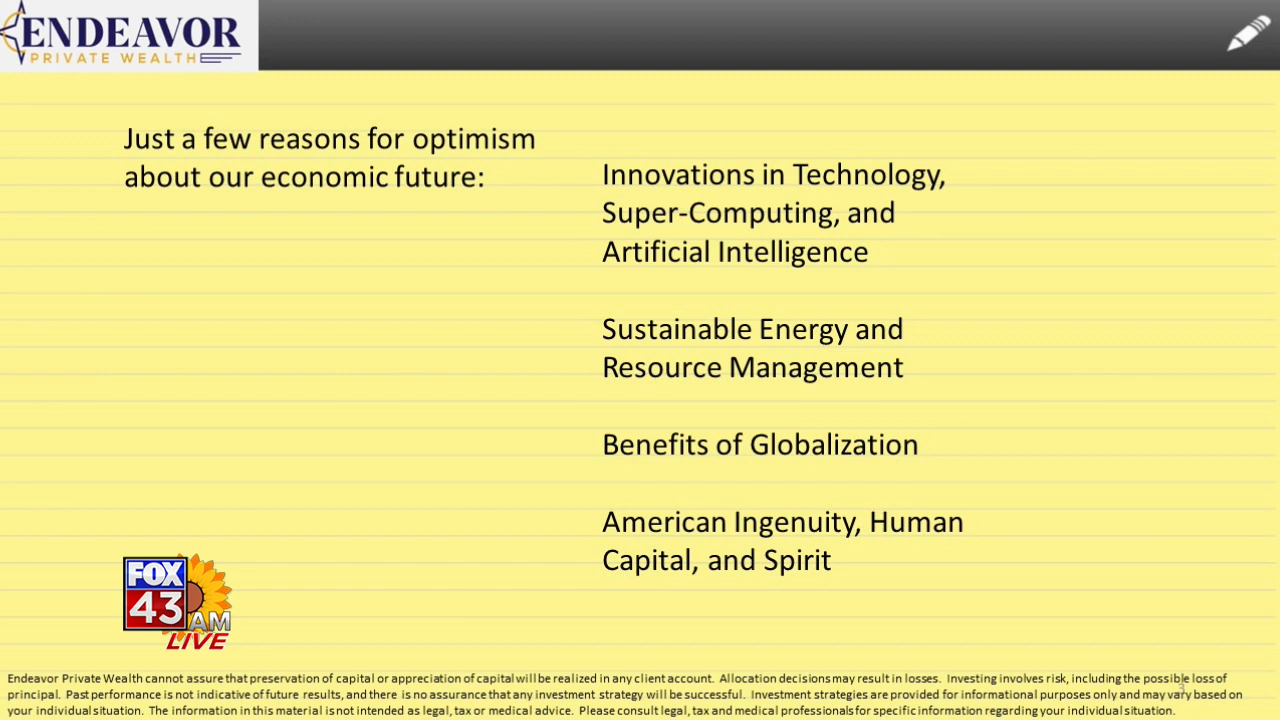 ENDEAVOR
PRIVATE WEALTH
Just a few reasons for optimism
about our economic future:
Innovations in Technology,
Super-Computing, and
Artificial Intelligence
Sustainable Energy and
Resource Management
Benefits of Globalization
American Ingenuity, Human
Capital, and Spirit
FOX
43
AM
LIVE
Endeavor Private Wealth cannot assure that preservation of capital or appreciation of capital will be realized in any client account. Allocation decisions may result in losses. Investing involves risk, including the possible loss of
principal. Past performance is not indicative of future results, and there is no assurance that any investment strategy will be successful. Investment strategies are provided for informational purposes only and may vary based on
your individual situation. The information in this material is not intended as legal, tax or medical advice. Please consult legal, tax and medical professionals for specific information regarding your individual situation.
3